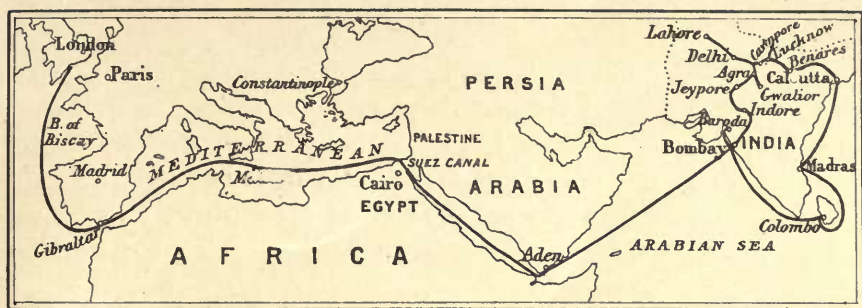 London
Paris
B. of
Biscay
Madrid
Gibraltar
MEDITERRANEAN
Constantinople
PALESTINE
SUEZ CANAL
Cairo
EGYPT
AFRICA
PERSIA
ARABIA
Aden
ARABIAN SEA
Lahore
Delhi
Agra
Jeypore
Cawnpore
Lucknow
Benares
Calcutta
Gwalior
Indore
Baroda
Bombay
INDIA
Madras
Colombo